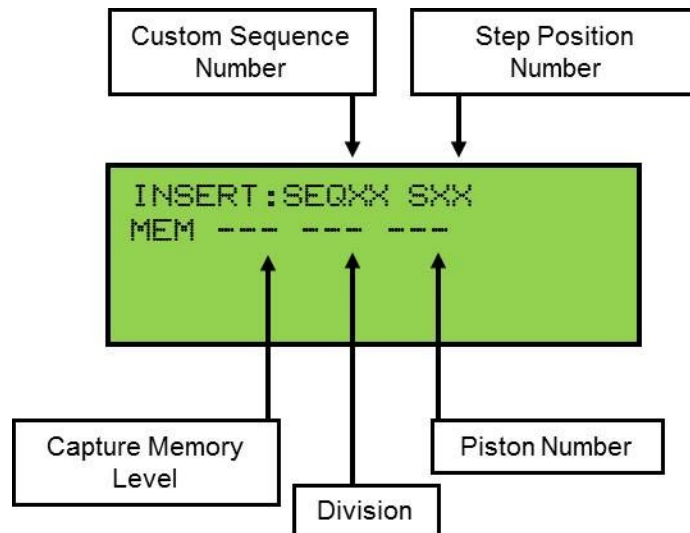 Custom Sequence
Number
Step Position
Number
INSERT:SEQXX SXX
MEM --- --- ---
Capture Memory
Level
Piston Number
Division